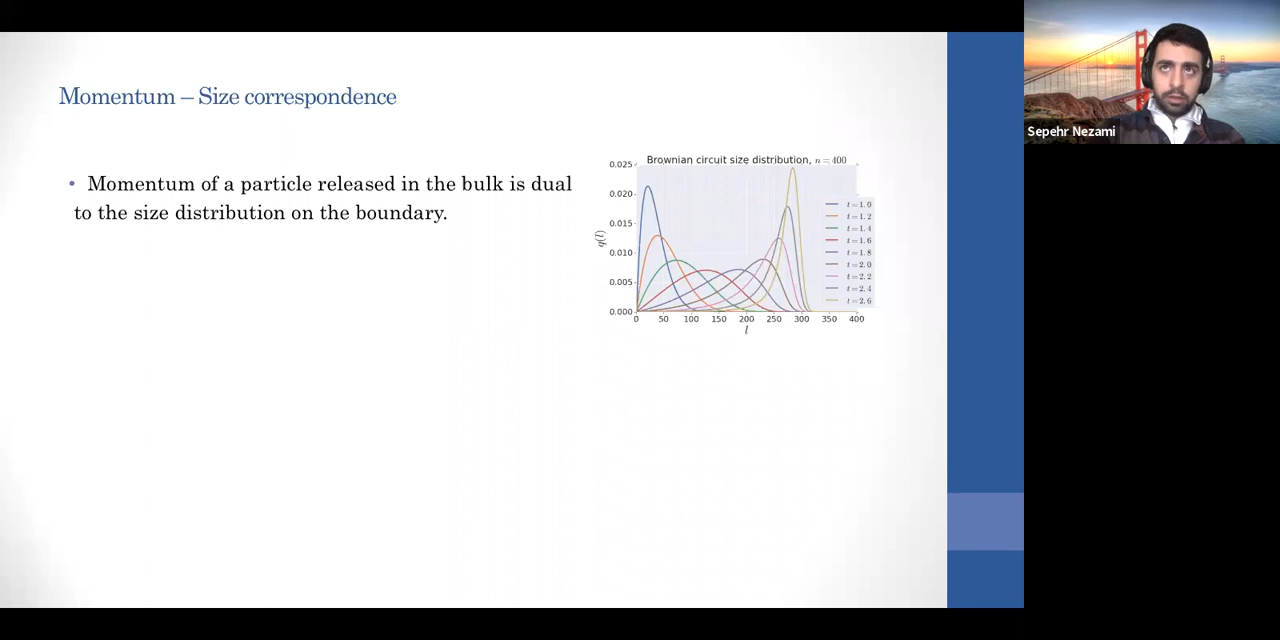 Momentum – Size correspondence
• Momentum of a particle released in the bulk is dual
to the size distribution on the boundary.
Brownian circuit size distribution, n = 400
0.025
0.020
0.015
0.010
0.005
0.000
q(l)
0 50 100 150 200 250 300 350 400
l
t = 1.0
t = 1.2
t = 1.4
t = 1.6
t = 1.8
t = 2.0
t = 2.2
t = 2.4
t = 2.6
Sepehr Nezami